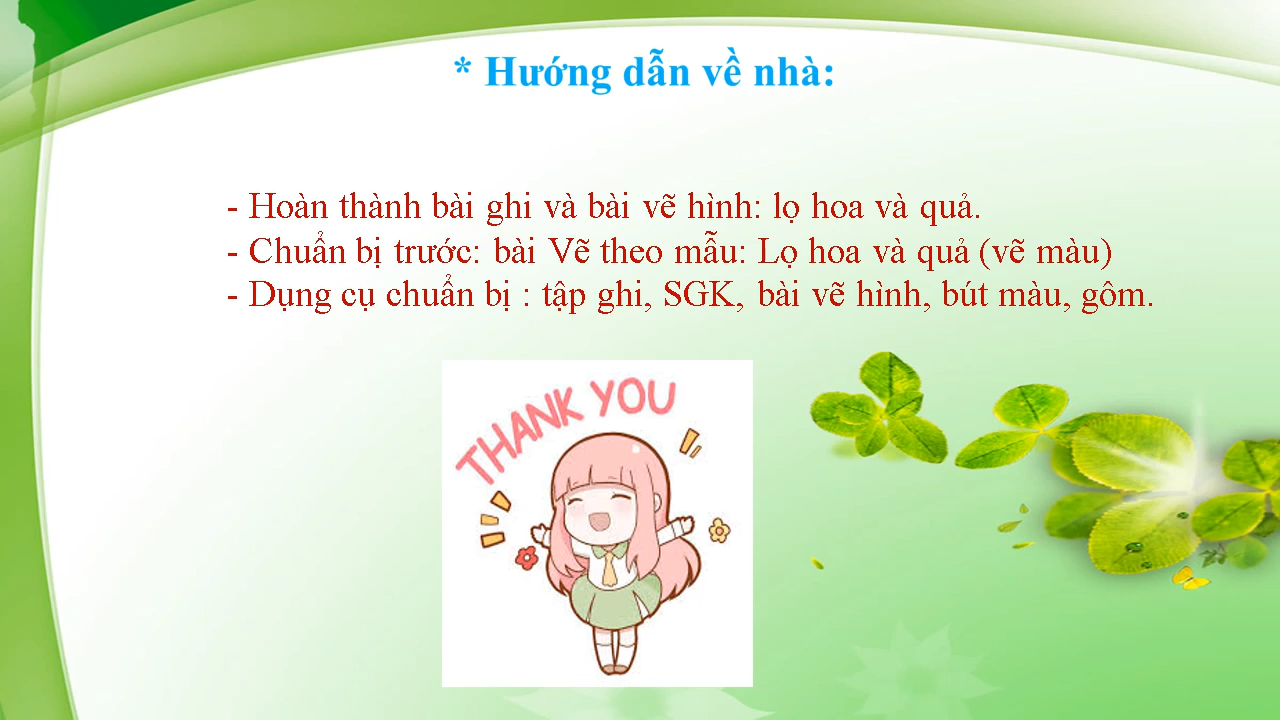 * Hướng dẫn về nhà:
- Hoàn thành bài ghi và bài vẽ hình: lọ hoa và quả.
- Chuẩn bị trước: bài Vẽ theo mẫu: Lọ hoa và quả (vẽ màu)
- Dụng cụ chuẩn bị : tập ghi, SGK, bài vẽ hình, bút màu, gôm.
THANK YOU